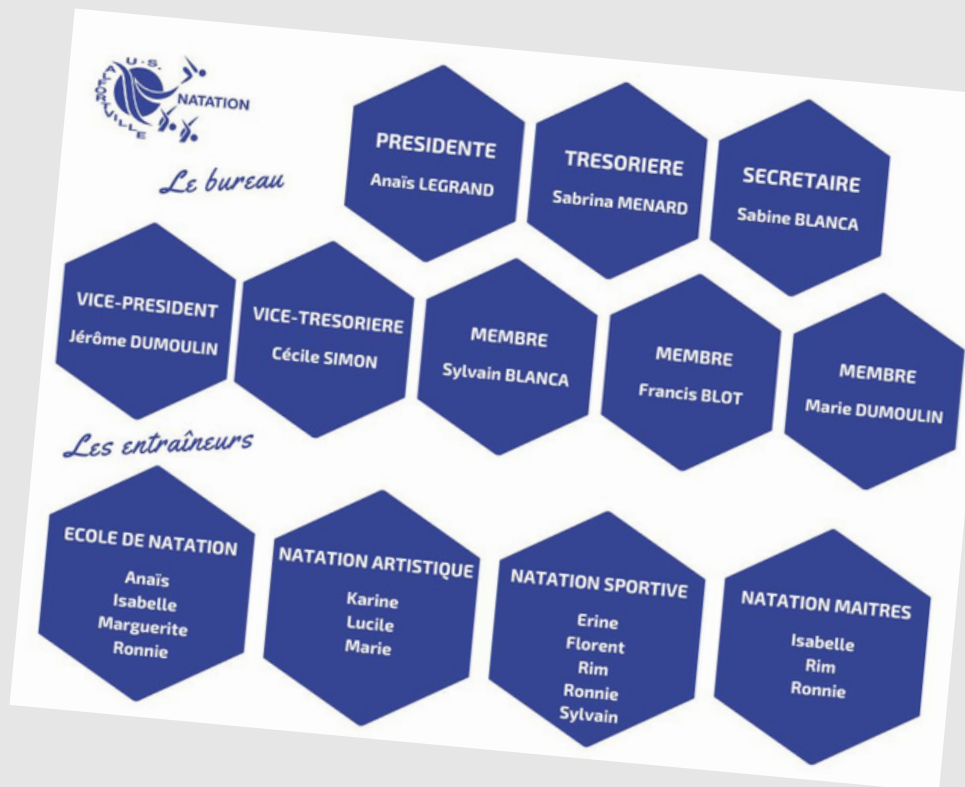 U.S.
ALFORTVILLE
NATATION
Le bureau
PRESIDENTE
Anaïs LEGRAND
TRESORIERE
Sabrina MENARD
SECRETAIRE
Sabine BLANCA
VICE-PRESIDENT
Jérôme DUMOULIN
VICE-TRESORIERE
Cécile SIMON
MEMBRE
Sylvain BLANCA
MEMBRE
Francis BLOT
MEMBRE
Marie DUMOULIN
Les entraîneurs
ECOLE DE NATATION
Anaïs
Isabelle
Marguerite
Ronnie
NATATION ARTISTIQUE
Karine
Lucile
Marie
NATATION SPORTIVE
Erine
Florent
Rim
Ronnie
Sylvain
NATATION MAITRES
Isabelle
Rim
Ronnie